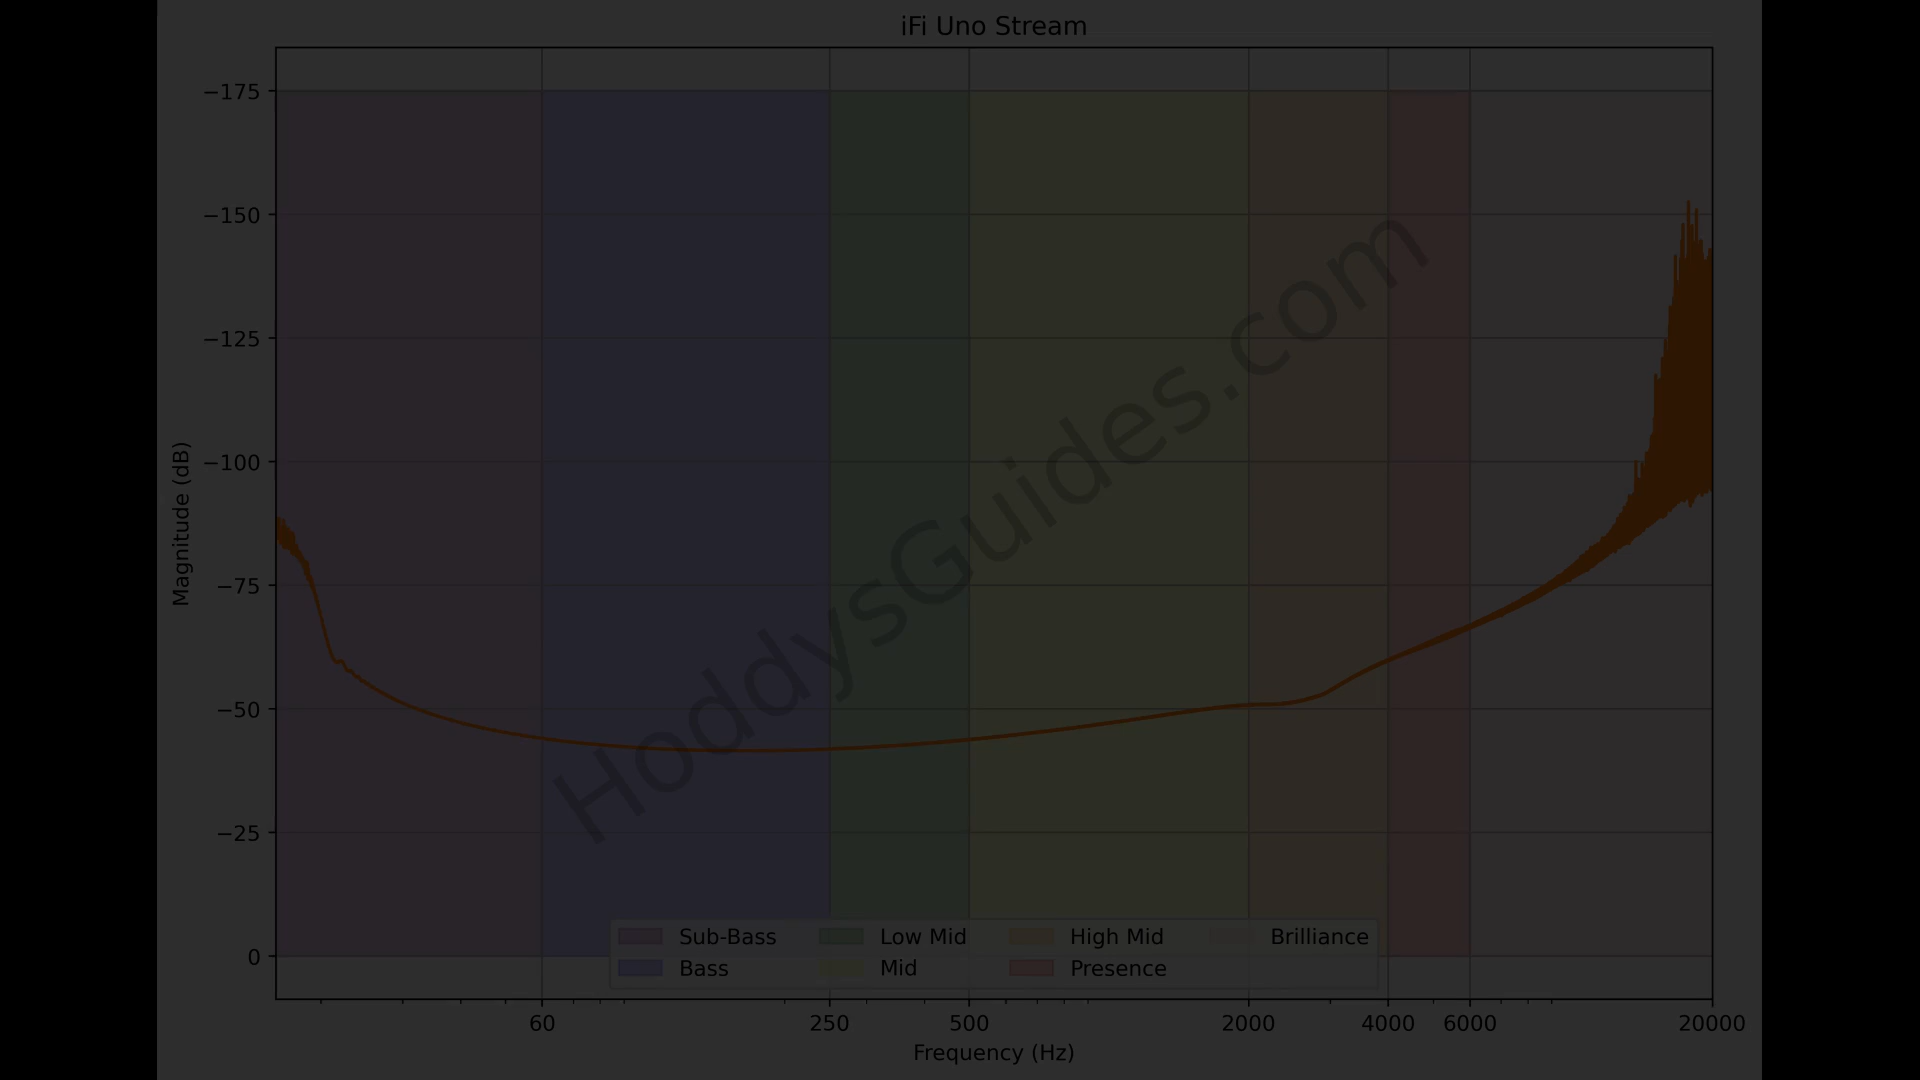 iFi Uno Stream
−175
−150
−125
−100
−75
−50
−25
0
Magnitude (dB)
HoddysGuides.com
Sub-Bass
Bass
Low Mid
Mid
High Mid
Presence
Brilliance
60 250 500 2000 4000 6000 20000
Frequency (Hz)